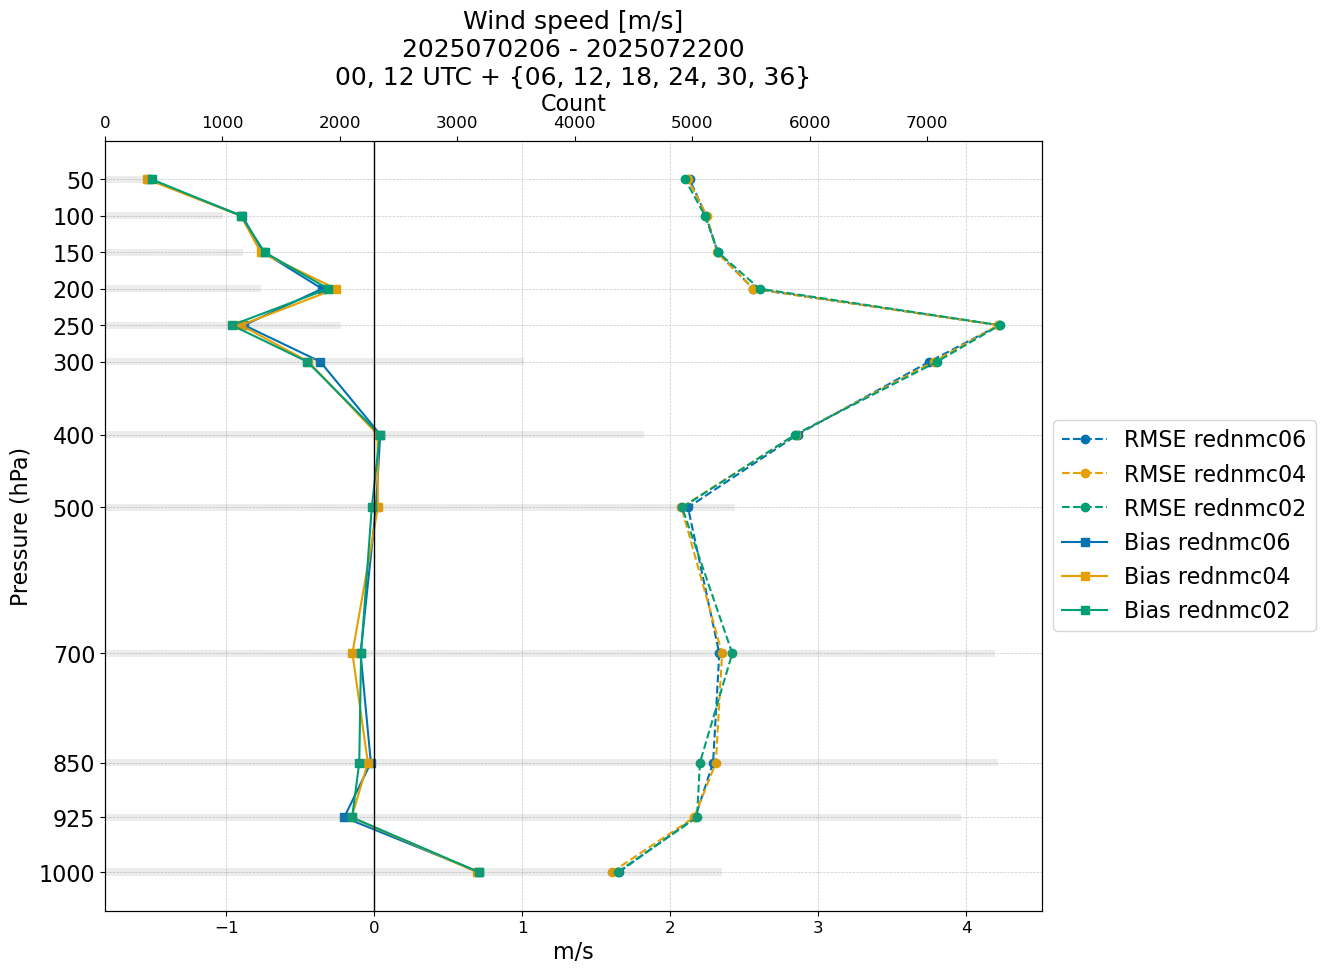 Wind speed [m/s]
2025070206 - 2025072200
00, 12 UTC + {06, 12, 18, 24, 30, 36}
Count
0 1000 2000 3000 4000 5000 6000 7000
50
100
150
200
250
300
400
500
700
850
925
1000
Pressure (hPa)
−1 0 1 2 3 4
m/s
RMSE rednmc06
RMSE rednmc04
RMSE rednmc02
Bias rednmc06
Bias rednmc04
Bias rednmc02